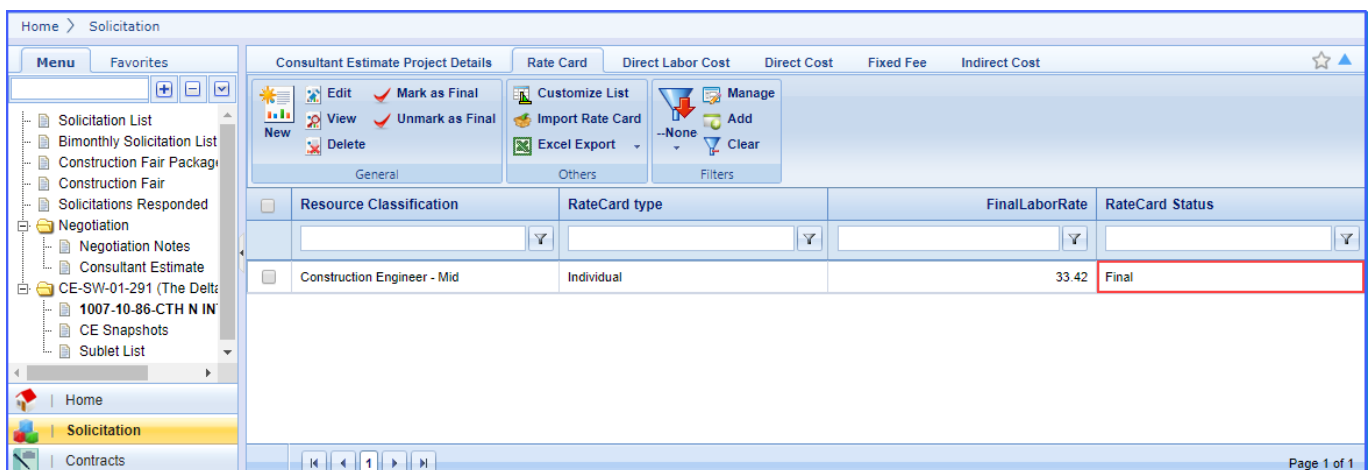 Home > Solicitation
Menu Favorites
Solicitation List
Bimonthly Solicitation List
Construction Fair Package
Construction Fair
Solicitations Responded
Negotiation
Negotiation Notes
Consultant Estimate
CE-SW-01-291 (The Delta
1007-10-86-CTH N IN
CE Snapshots
Sublet List
Home
Solicitation
Contracts
Consultant Estimate Project Details Rate Card Direct Labor Cost Direct Cost Fixed Fee Indirect Cost
New
Edit Mark as Final
View Unmark as Final
Delete
General
Customize List
Import Rate Card
Excel Export
Others
--None
Manage
Add
Clear
Filters
Resource Classification RateCard type FinalLaborRate RateCard Status
Construction Engineer - Mid Individual 33.42 Final
1
Page 1 of 1